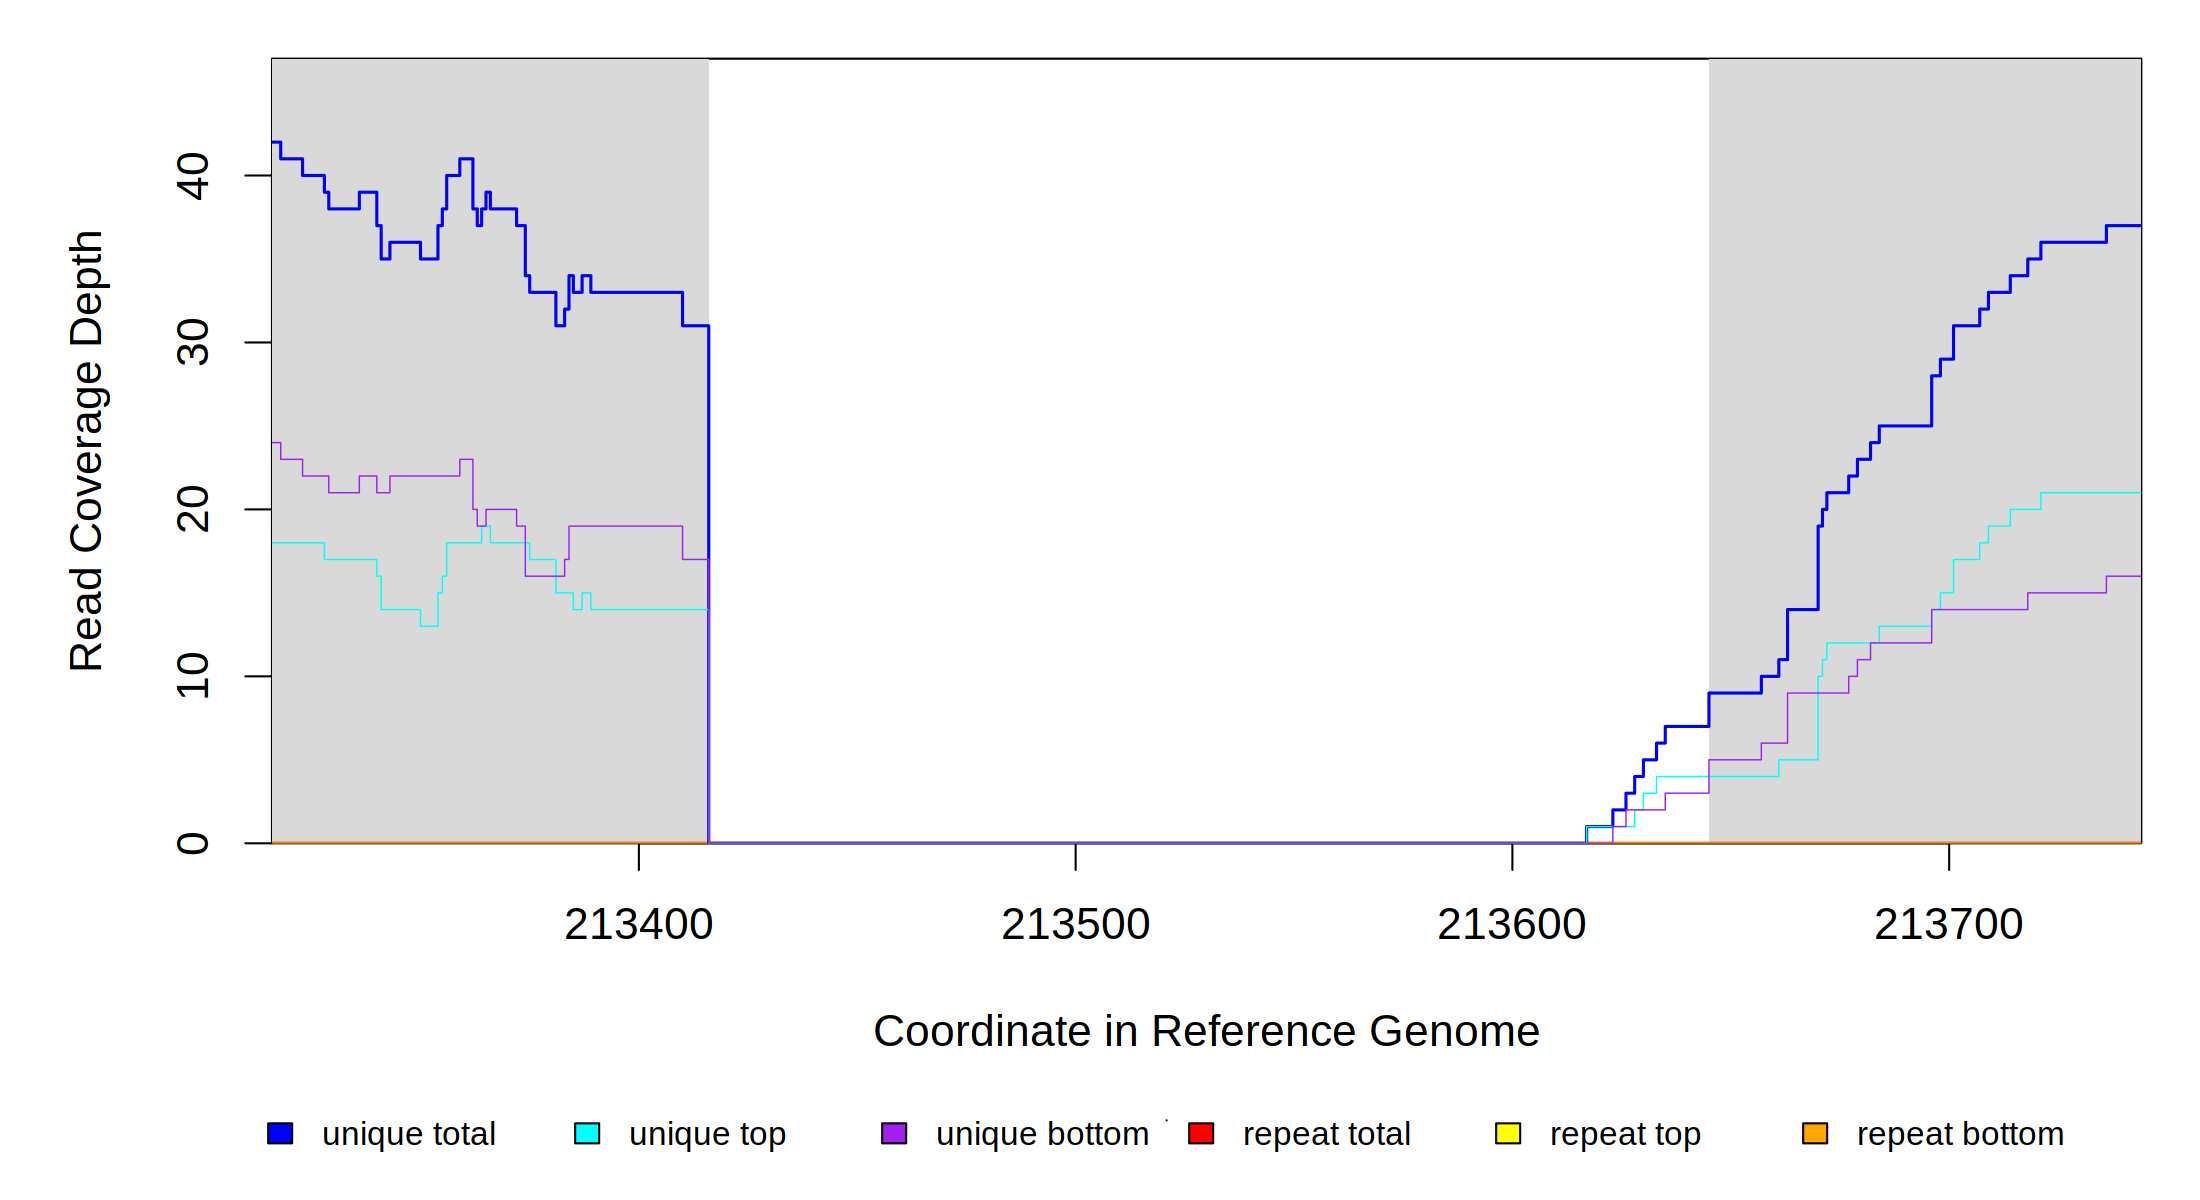 Read Coverage Depth
40
30
20
10
0
213400 213500 213600 213700
Coordinate in Reference Genome
unique total unique top unique bottom repeat total repeat top repeat bottom